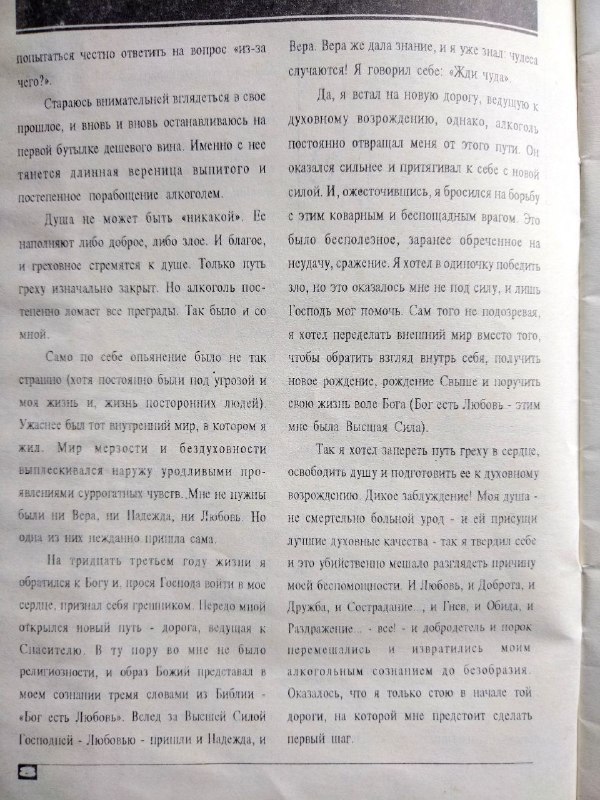 попытаться честно ответить на вопрос «из-за
чего?».
Стараюсь внимательней вглядеться в свое
прошлое, и вновь и вновь останавливаюсь на
первой бутылке дешевого вина. Именно с нее
тянется длинная вереница выпитого и
постепенное порабощение алкоголем.
Душа не может быть «никакой». Ее
наполняют либо доброе, либо злое. И благое,
и греховное стремятся к душе. Только путь
греху изначально закрыт. Но алкоголь пос-
тепенно ломает все преграды. Так было и со
мной.
Само по себе опьянение было не так
страшно (хотя постоянно были под угрозой и
моя жизнь и, жизнь посторонних людей).
Ужаснее был тот внутренний мир, в котором я
жил. Мир мерзости и бездуховности
выплескивался наружу уродливыми про-
явлениями суррогатных чувств. Мне не нужны
были ни Вера, ни Надежда, ни Любовь. Но
одна из них нежданно пришла сама.
На тридцать третьем году жизни я
обратился к Богу и, прося Господа войти в мое
сердце, признал себя грешником. Передо мной
открылся новый путь - дорога, ведущая к
Спасителю. В ту пору во мне не было
религиозности, и образ Божий представал в
моем сознании тремя словами из Библии -
«Бог есть Любовь». Вслед за Высшей Силой
Господней - Любовью - пришли и Надежда, и
Вера. Вера же дала знание, и я уже знал: чудеса
случаются! Я говорил себе: «Жди чуда».
Да, я встал на новую дорогу, ведущую к
духовному возрождению, однако, алкоголь
постоянно отвращал меня от этого пути. Он
оказался сильнее и притягивал к себе с новой
силой. И, ожесточившись, я бросился на борьбу
с этим коварным и беспощадным врагом. Это
было бесполезное, заранее обреченное на
неудачу, сражение. Я хотел в одиночку победить
зло, но это оказалось мне не под силу, и лишь
Господь мог помочь. Сам того не подозревая,
я хотел переделать внешний мир вместо того,
чтобы обратить взгляд внутрь себя, получить
новое рождение, рождение Свыше и поручить
свою жизнь воле Бога (Бог есть Любовь - этим
мне была Высшая Сила).
Так я хотел запереть путь греху в сердце,
освободить душу и подготовить ее к духовному
возрождению. Дикое заблуждение! Моя душа -
не смертельно больной урод - и ей присущи
лучшие духовные качества - так я твердил себе
и это убийственно мешало разглядеть причину
моей беспомощности. И Любовь, и Доброта, и
Дружба, и Сострадание..., и Гнев, и Обида, и
Раздражение... - все! - и добродетель и порок
перемешались и извратились моим
алкогольным сознанием до безобразия.
Оказалось, что я только стою в начале той
дороги, на которой мне предстоит сделать
первый шаг.